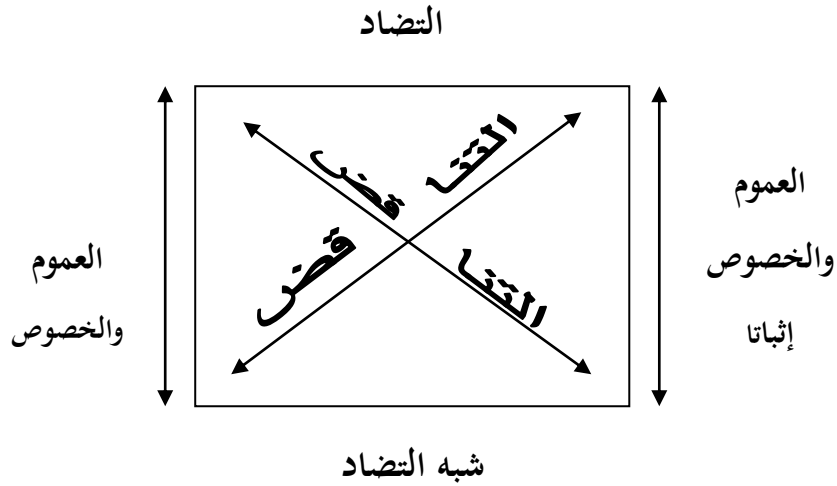 التضاد
التناقض
التناقض
العموم
والخصوص
إثباتا
العموم
والخصوص
شبه التضاد